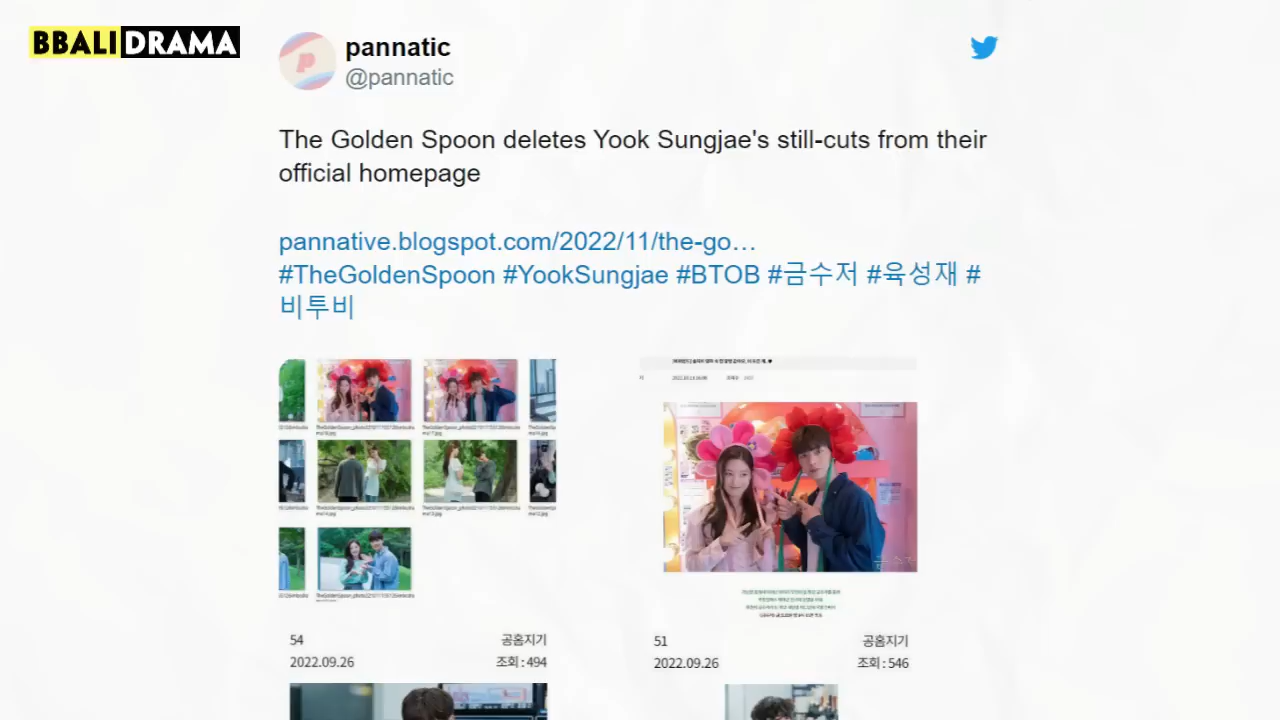 BBALI DRAMA
pannatic
@pannatic
The Golden Spoon deletes Yook Sungjae's still-cuts from their
official homepage
pannative.blogspot.com/2022/11/the-go…
#TheGoldenSpoon #YookSungjae #BTOB #금수저 #육성재 #
비투비
54 공홈지기
2022.09.26 조회 : 494
51 공홈지기
2022.09.26 조회 : 546